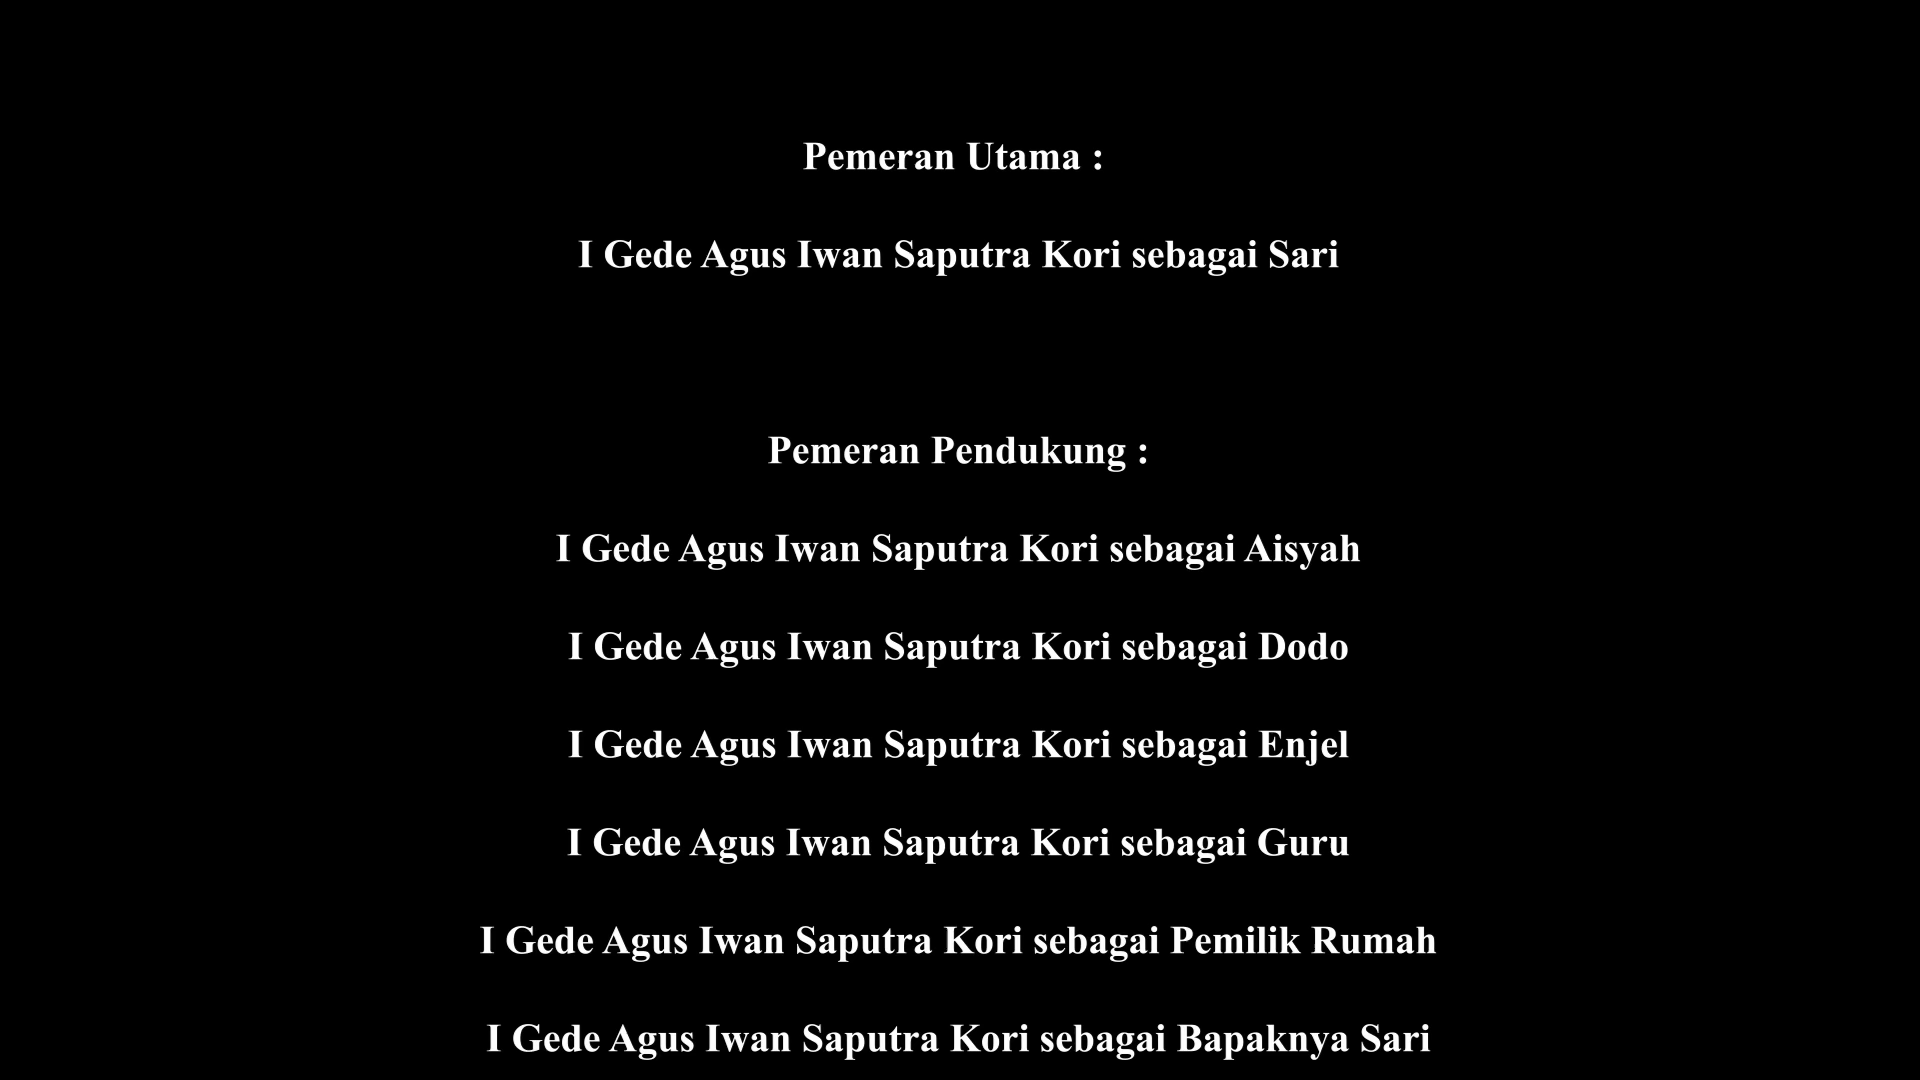 Pemeran Utama :
I Gede Agus Iwan Saputra Kori sebagai Sari
Pemeran Pendukung :
I Gede Agus Iwan Saputra Kori sebagai Aisyah
I Gede Agus Iwan Saputra Kori sebagai Dodo
I Gede Agus Iwan Saputra Kori sebagai Enjel
I Gede Agus Iwan Saputra Kori sebagai Guru
I Gede Agus Iwan Saputra Kori sebagai Pemilik Rumah
I Gede Agus Iwan Saputra Kori sebagai Bapaknya Sari